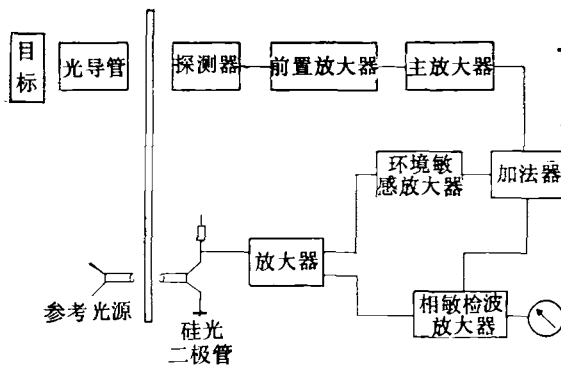 目标
光导管
探测器
前置放大器
主放大器
环境敏
感放大器
加法器
放大器
参考光源
硅光
二极管
相敏检波
放大器